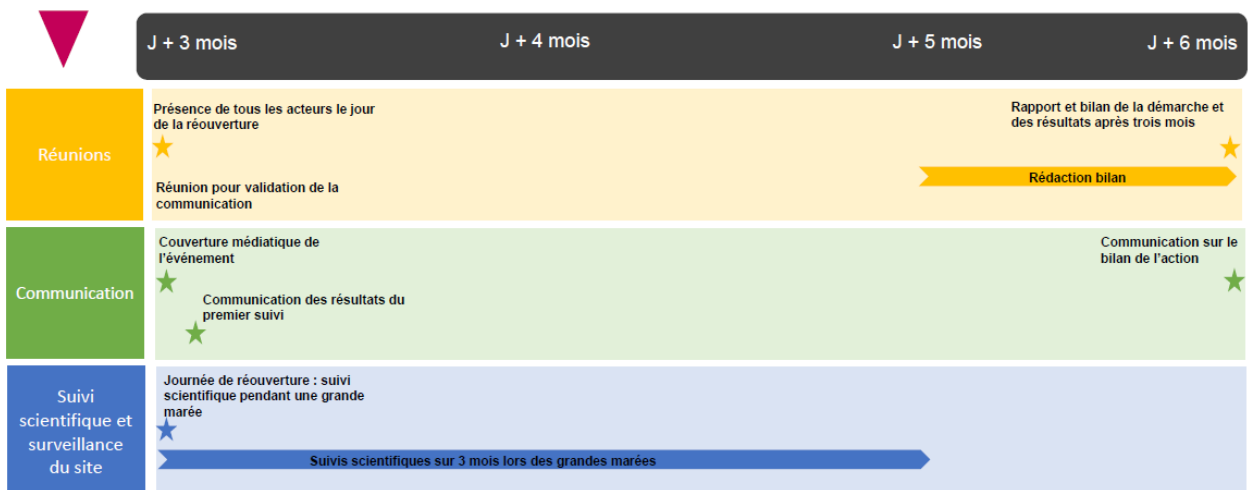 J + 3 mois
J + 4 mois
J + 5 mois
J + 6 mois
Réunions
Présence de tous les acteurs le jour
de la réouverture
Réunion pour validation de la
communication
Rapport et bilan de la démarche et
des résultats après trois mois
Rédaction bilan
Communication
Couverture médiatique de
l'événement
Communication des résultats du
premier suivi
Communication sur le
bilan de l'action
Suivi
scientifique et
surveillance
du site
Journée de réouverture : suivi
scientifique pendant une grande
marée
Suivis scientifiques sur 3 mois lors des grandes marées